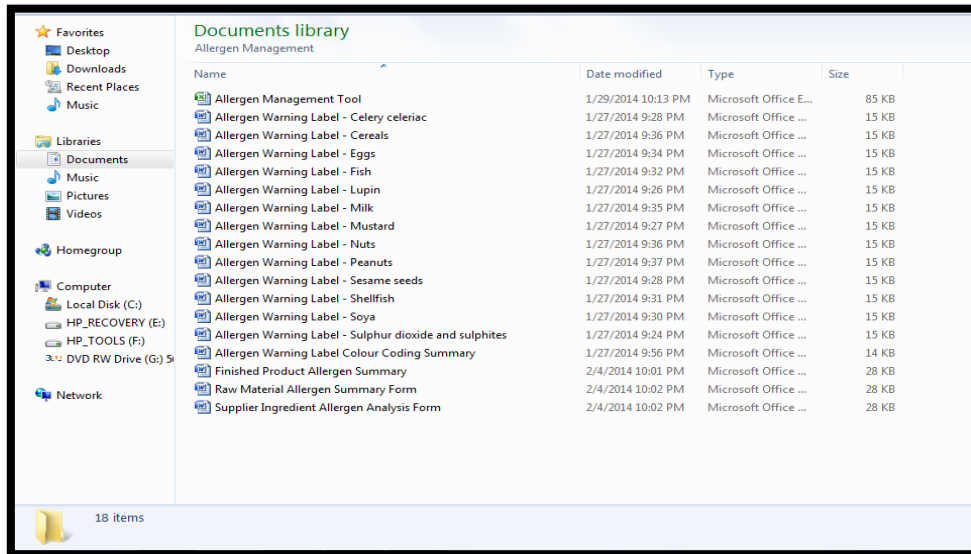 Favorites
Desktop
Downloads
Recent Places
Music
Libraries
Documents
Music
Pictures
Videos
Homegroup
Computer
Local Disk (C:)
HP_RECOVERY (E:)
HP_TOOLS (F:)
DVD RW Drive (G:)
Network
Documents library
Allergen Management
Name Date modified Type Size
Allergen Management Tool 1/29/2014 10:13 PM Microsoft Office E... 85 KB
Allergen Warning Label - Celery celeriac 1/27/2014 9:28 PM Microsoft Office ... 15 KB
Allergen Warning Label - Cereals 1/27/2014 9:36 PM Microsoft Office ... 15 KB
Allergen Warning Label - Eggs 1/27/2014 9:34 PM Microsoft Office ... 15 KB
Allergen Warning Label - Fish 1/27/2014 9:32 PM Microsoft Office ... 15 KB
Allergen Warning Label - Lupin 1/27/2014 9:26 PM Microsoft Office ... 15 KB
Allergen Warning Label - Milk 1/27/2014 9:35 PM Microsoft Office ... 15 KB
Allergen Warning Label - Mustard 1/27/2014 9:27 PM Microsoft Office ... 15 KB
Allergen Warning Label - Nuts 1/27/2014 9:36 PM Microsoft Office ... 15 KB
Allergen Warning Label - Peanuts 1/27/2014 9:37 PM Microsoft Office ... 15 KB
Allergen Warning Label - Sesame seeds 1/27/2014 9:28 PM Microsoft Office ... 15 KB
Allergen Warning Label - Shellfish 1/27/2014 9:31 PM Microsoft Office ... 15 KB
Allergen Warning Label - Soya 1/27/2014 9:30 PM Microsoft Office ... 15 KB
Allergen Warning Label - Sulphur dioxide and sulphites 1/27/2014 9:24 PM Microsoft Office ... 15 KB
Allergen Warning Label Colour Coding Summary 1/27/2014 9:56 PM Microsoft Office ... 14 KB
Finished Product Allergen Summary 2/4/2014 10:01 PM Microsoft Office ... 28 KB
Raw Material Allergen Summary Form 2/4/2014 10:02 PM Microsoft Office ... 28 KB
Supplier Ingredient Allergen Analysis Form 2/4/2014 10:02 PM Microsoft Office ... 28 KB
18 items